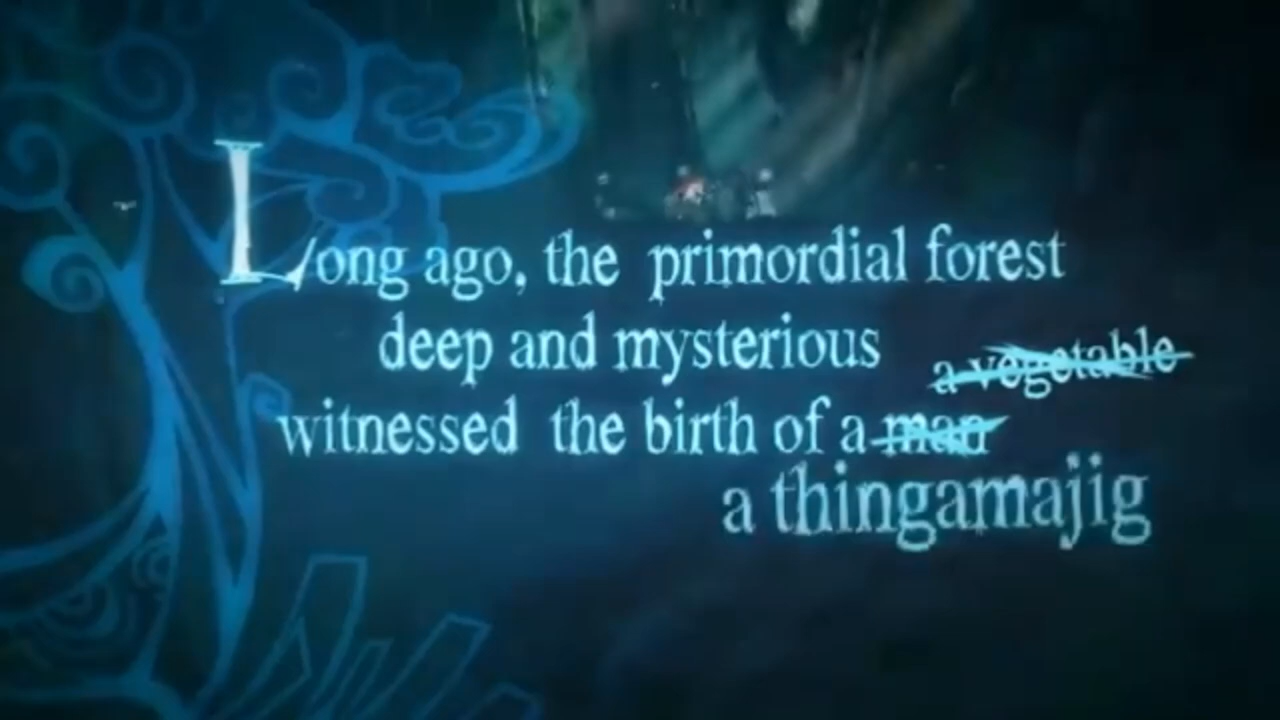 Long ago, the primordial forest
deep and mysterious
a vegetable
witnessed the birth of a man
a thingamajig